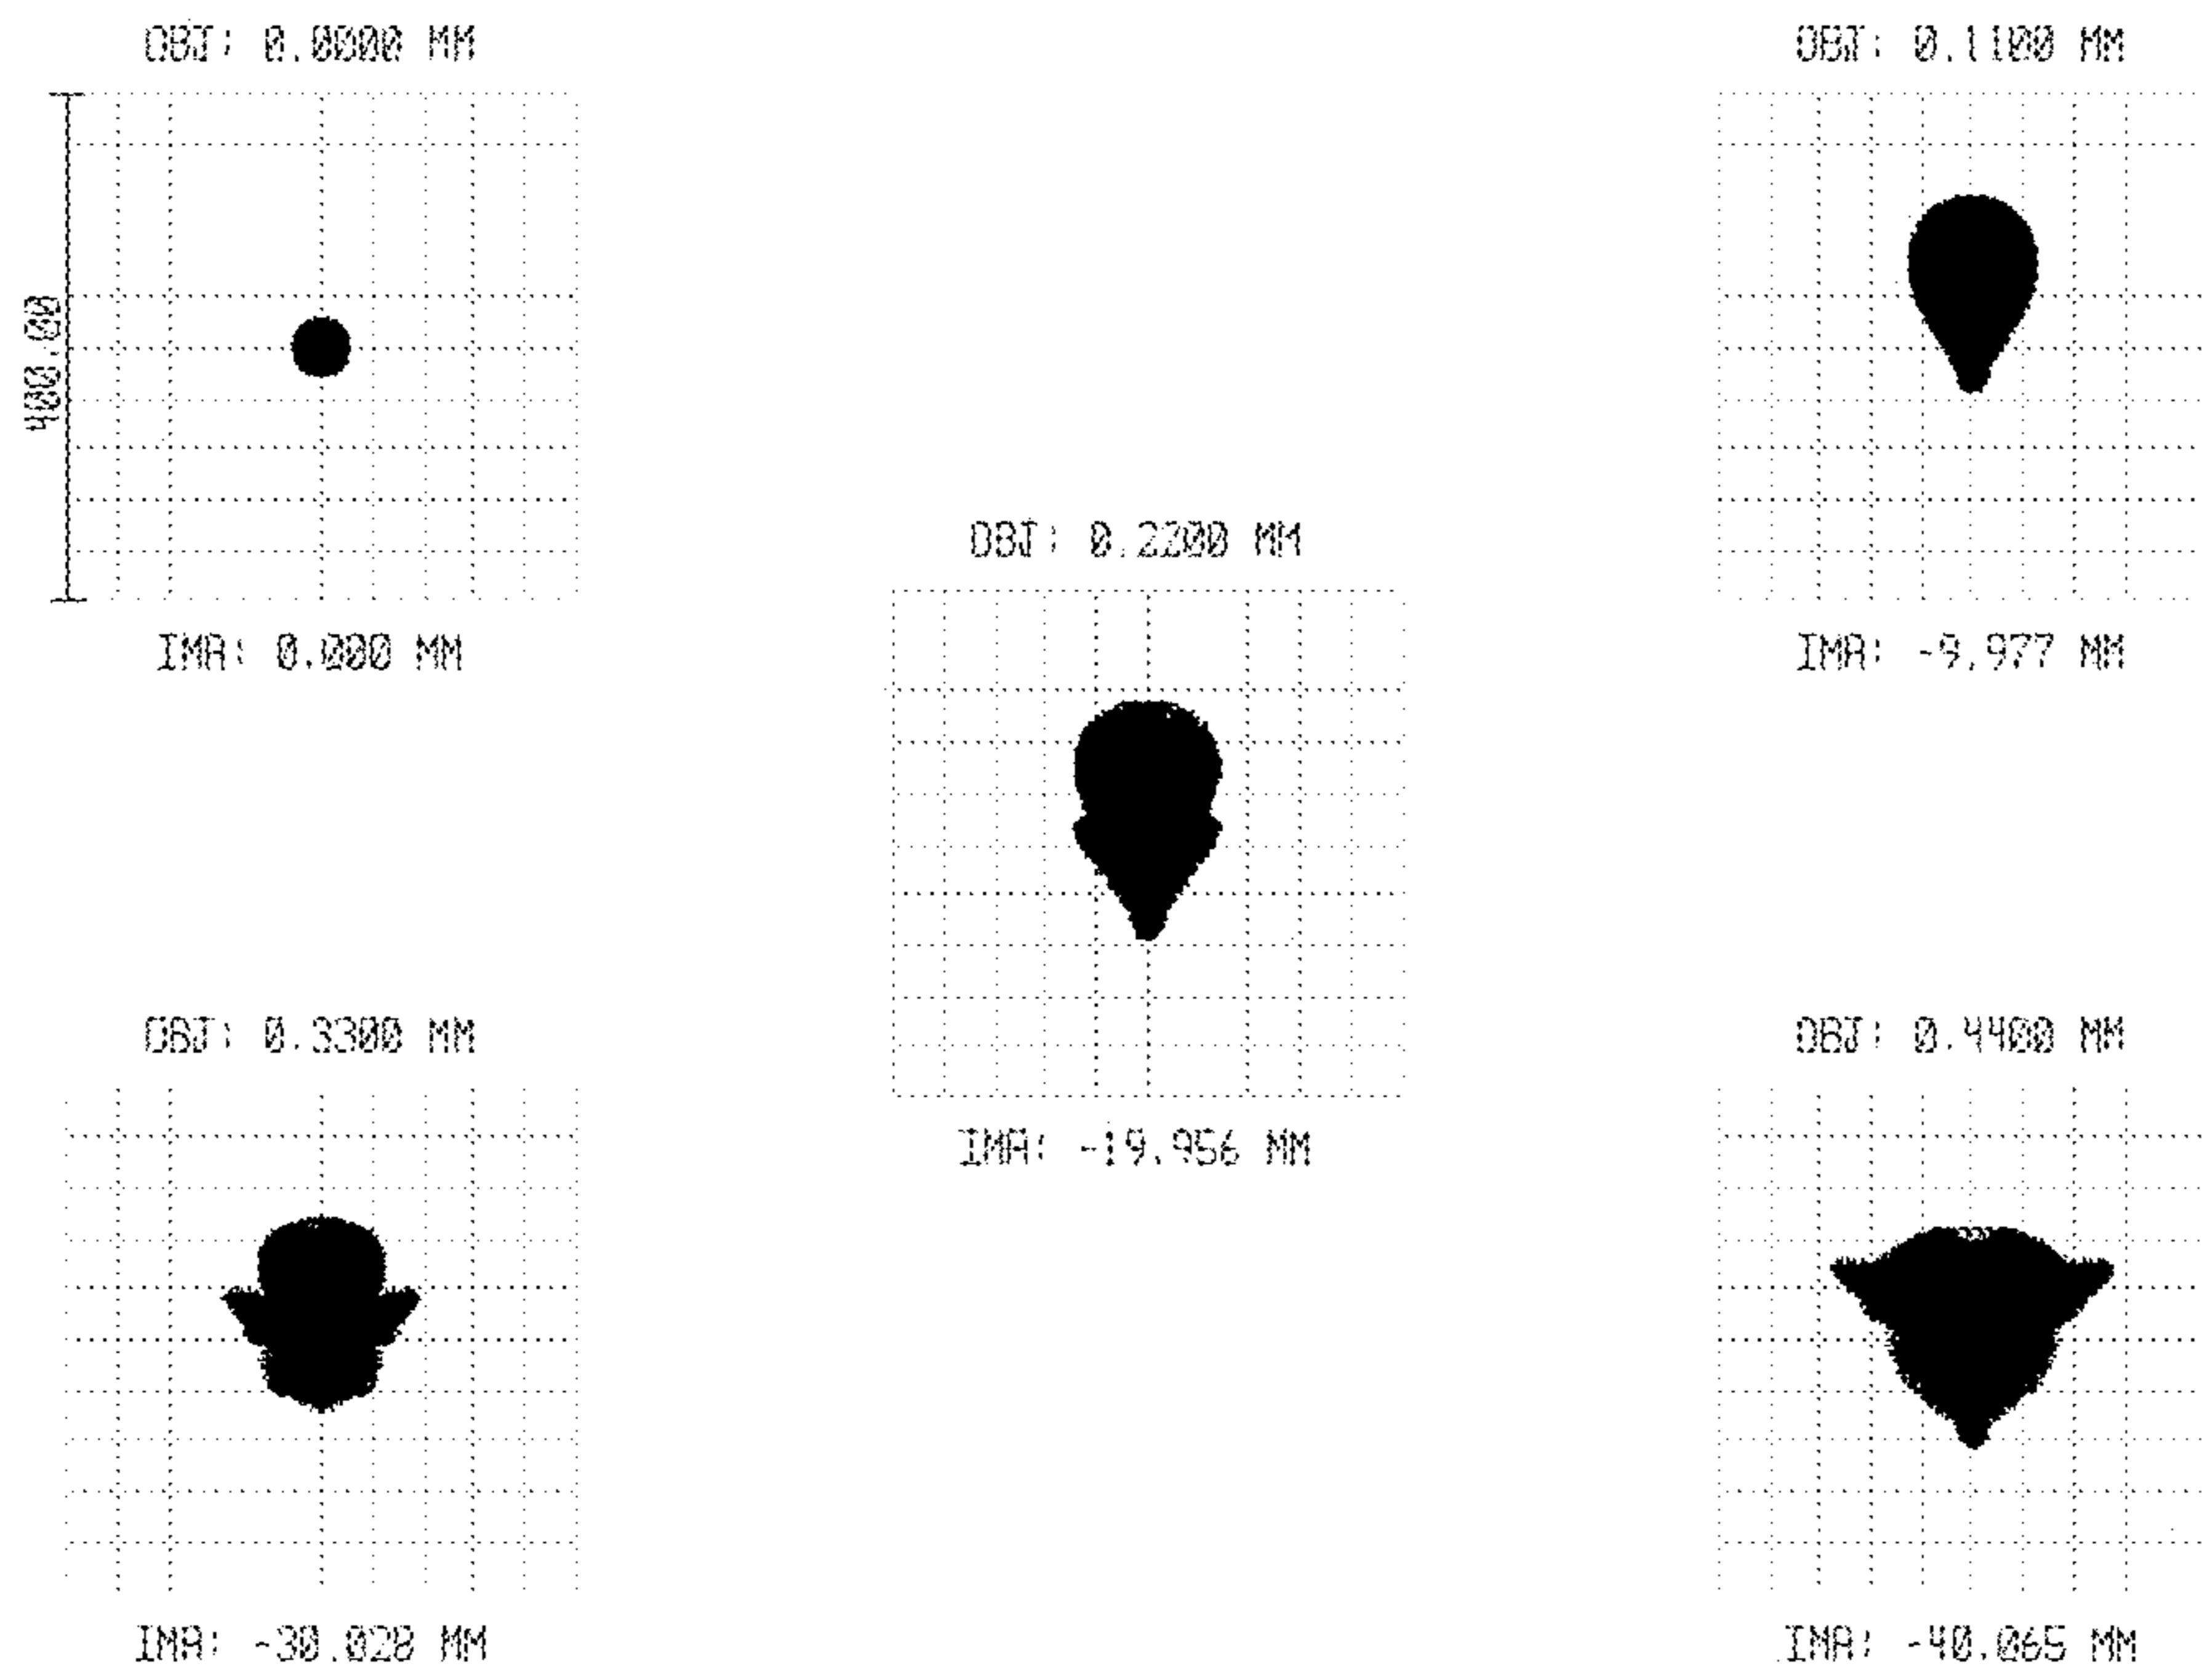 OBJ: 0.0000 MM
400.00
IMA: 0.000 MM
OBJ: 0.1100 MM
IMA: -9.977 MM
OBJ: 0.2200 MM
IMA: -19.956 MM
OBJ: 0.3300 MM
IMA: -30.028 MM
OBJ: 0.4400 MM
IMA: -40.065 MM